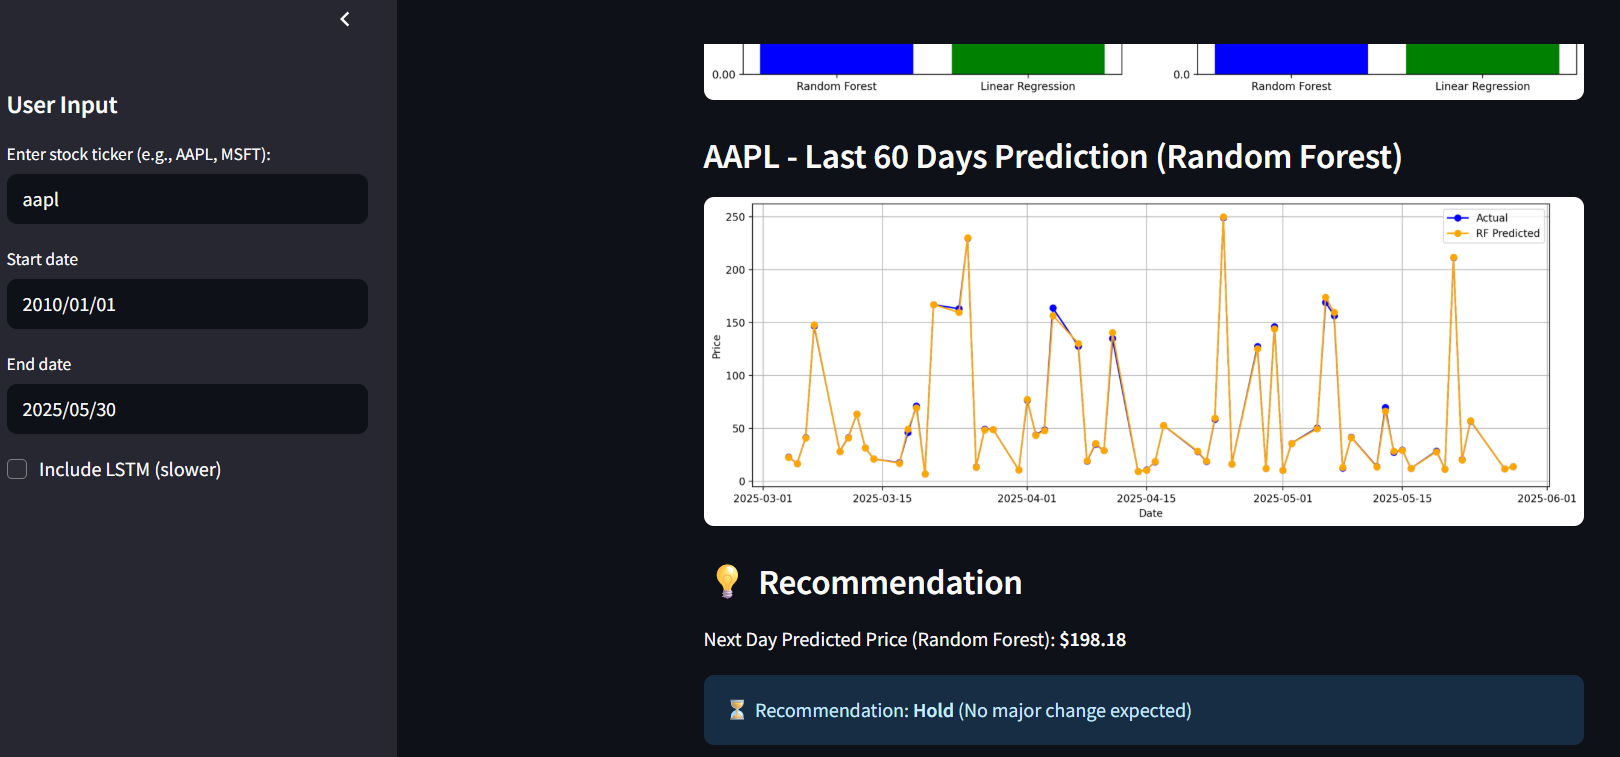 User Input
Enter stock ticker (e.g., AAPL, MSFT):
aapl
Start date
2010/01/01
End date
2025/05/30
Include LSTM (slower)
0.00
Random Forest
Linear Regression
0.0
Random Forest
Linear Regression
AAPL - Last 60 Days Prediction (Random Forest)
Actual
RF Predicted
250
200
150
100
50
0
Price
2025-03-01
2025-03-15
2025-04-01
2025-04-15
2025-05-01
2025-05-15
2025-06-01
Date
Recommendation
Next Day Predicted Price (Random Forest): $198.18
Recommendation: Hold (No major change expected)